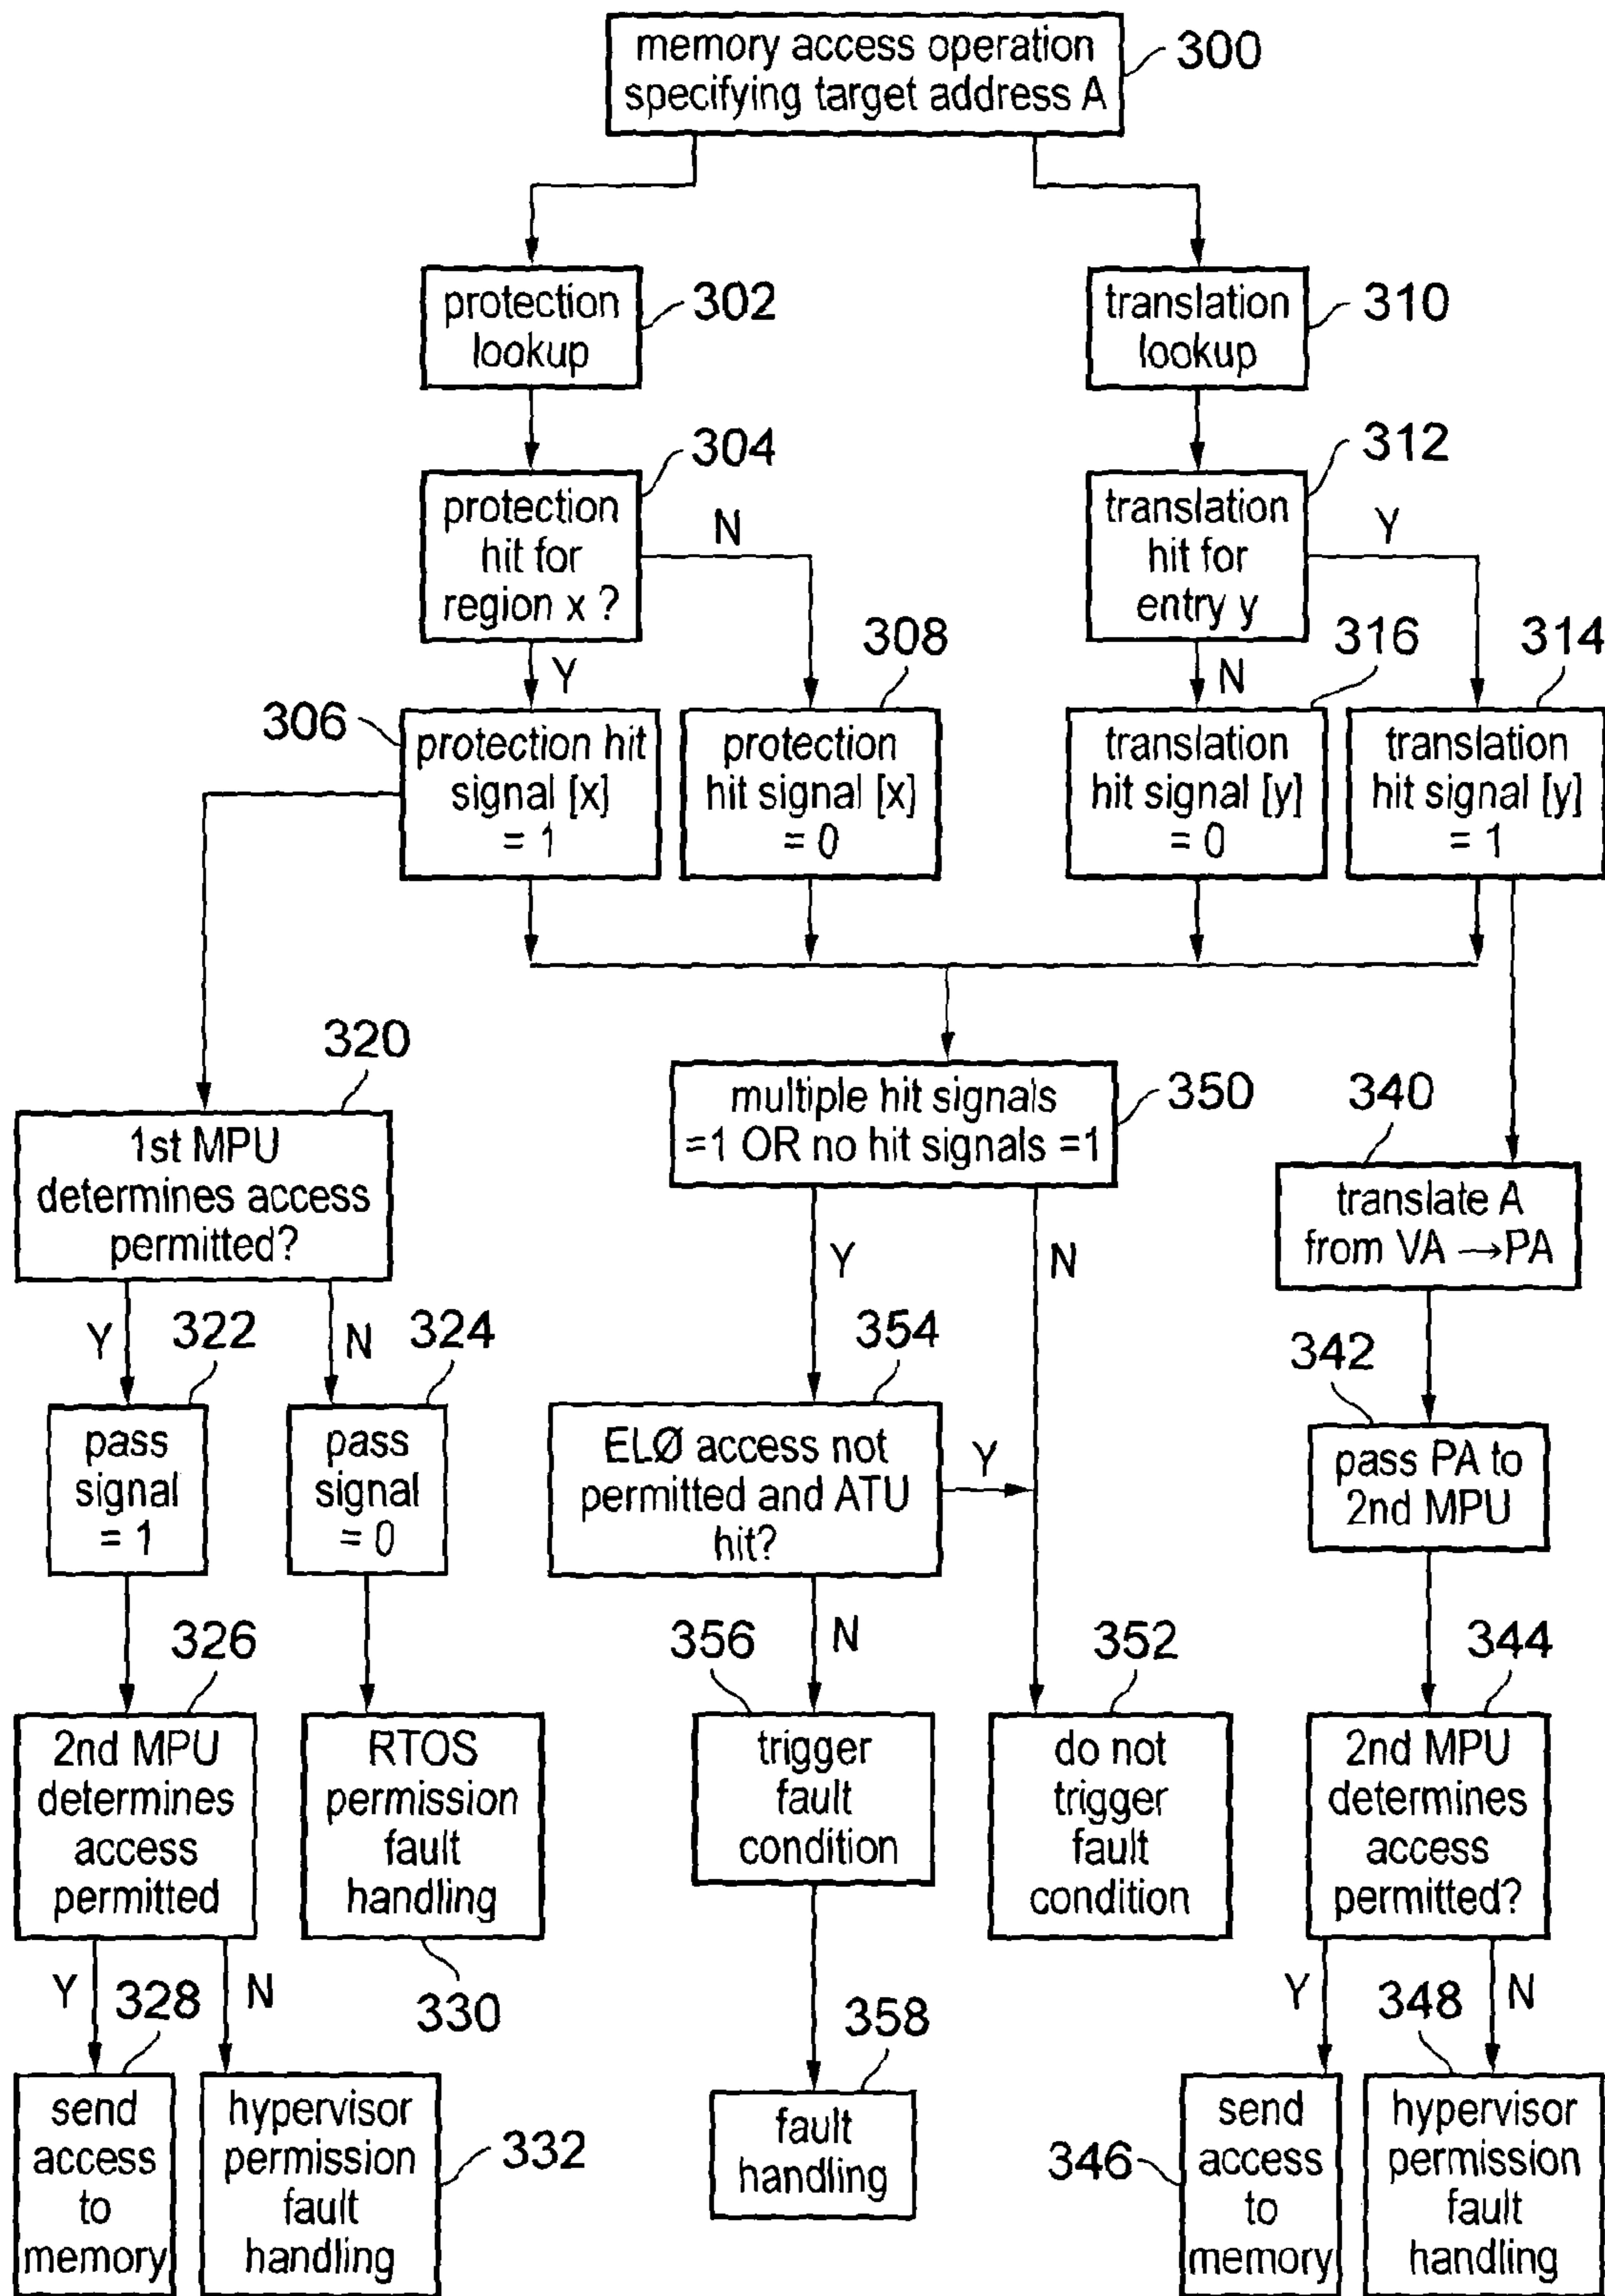 memory access operation
specifying target address A
300
protection
lookup
302
translation
lookup
310
protection
hit for
region x ?
304
N
Y
translation
hit for
entry y
312
Y
N
306
protection hit
signal [x]
= 1
308
protection
hit signal [x]
= 0
316
translation
hit signal [y]
= 0
314
translation
hit signal [y]
= 1
320
1st MPU
determines access
permitted?
350
multiple hit signals
=1 OR no hit signals =1
340
translate A
from VA →PA
Y
N
Y
322
N
324
354
342
pass
signal
= 1
pass
signal
= 0
ELØ access not
permitted and ATU
hit?
Y
pass PA to
2nd MPU
326
356
N
352
344
2nd MPU
determines
access
permitted
RTOS
permission
fault
handling
trigger
fault
condition
do not
trigger
fault
condition
2nd MPU
determines
access
permitted?
Y
328
N
330
358
Y
348
N
send
access
to
memory
hypervisor
permission
fault
handling
332
fault
handling
346
send
access
to
memory
hypervisor
permission
fault
handling